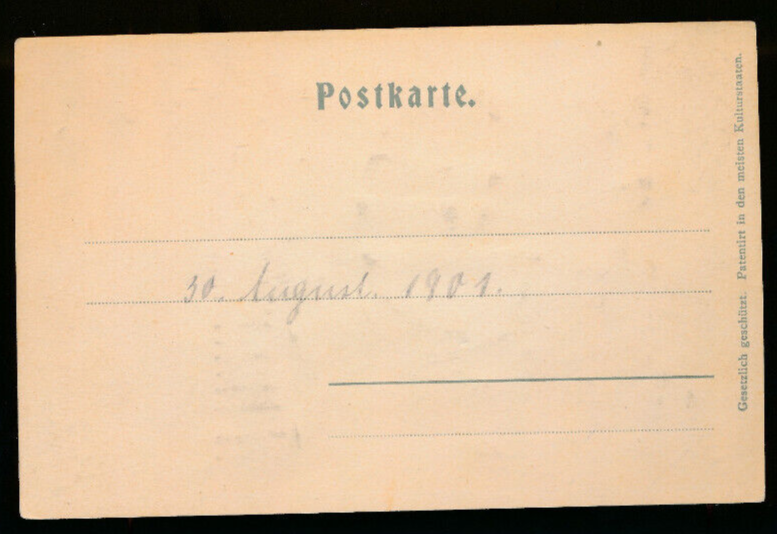 Postkarte.
30. August. 1901.
Gesetzlich geschützt. Patentirt in den meisten Kulturstaaten.